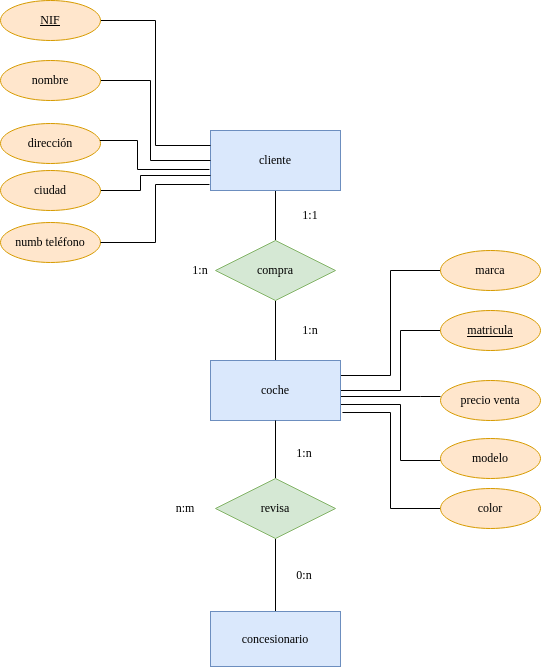 NIF
nombre
dirección
ciudad
numb teléfono
cliente
1:1
1:n
compra
1:n
marca
matricula
precio venta
modelo
color
coche
1:n
n:m
revisa
0:n
concesionario